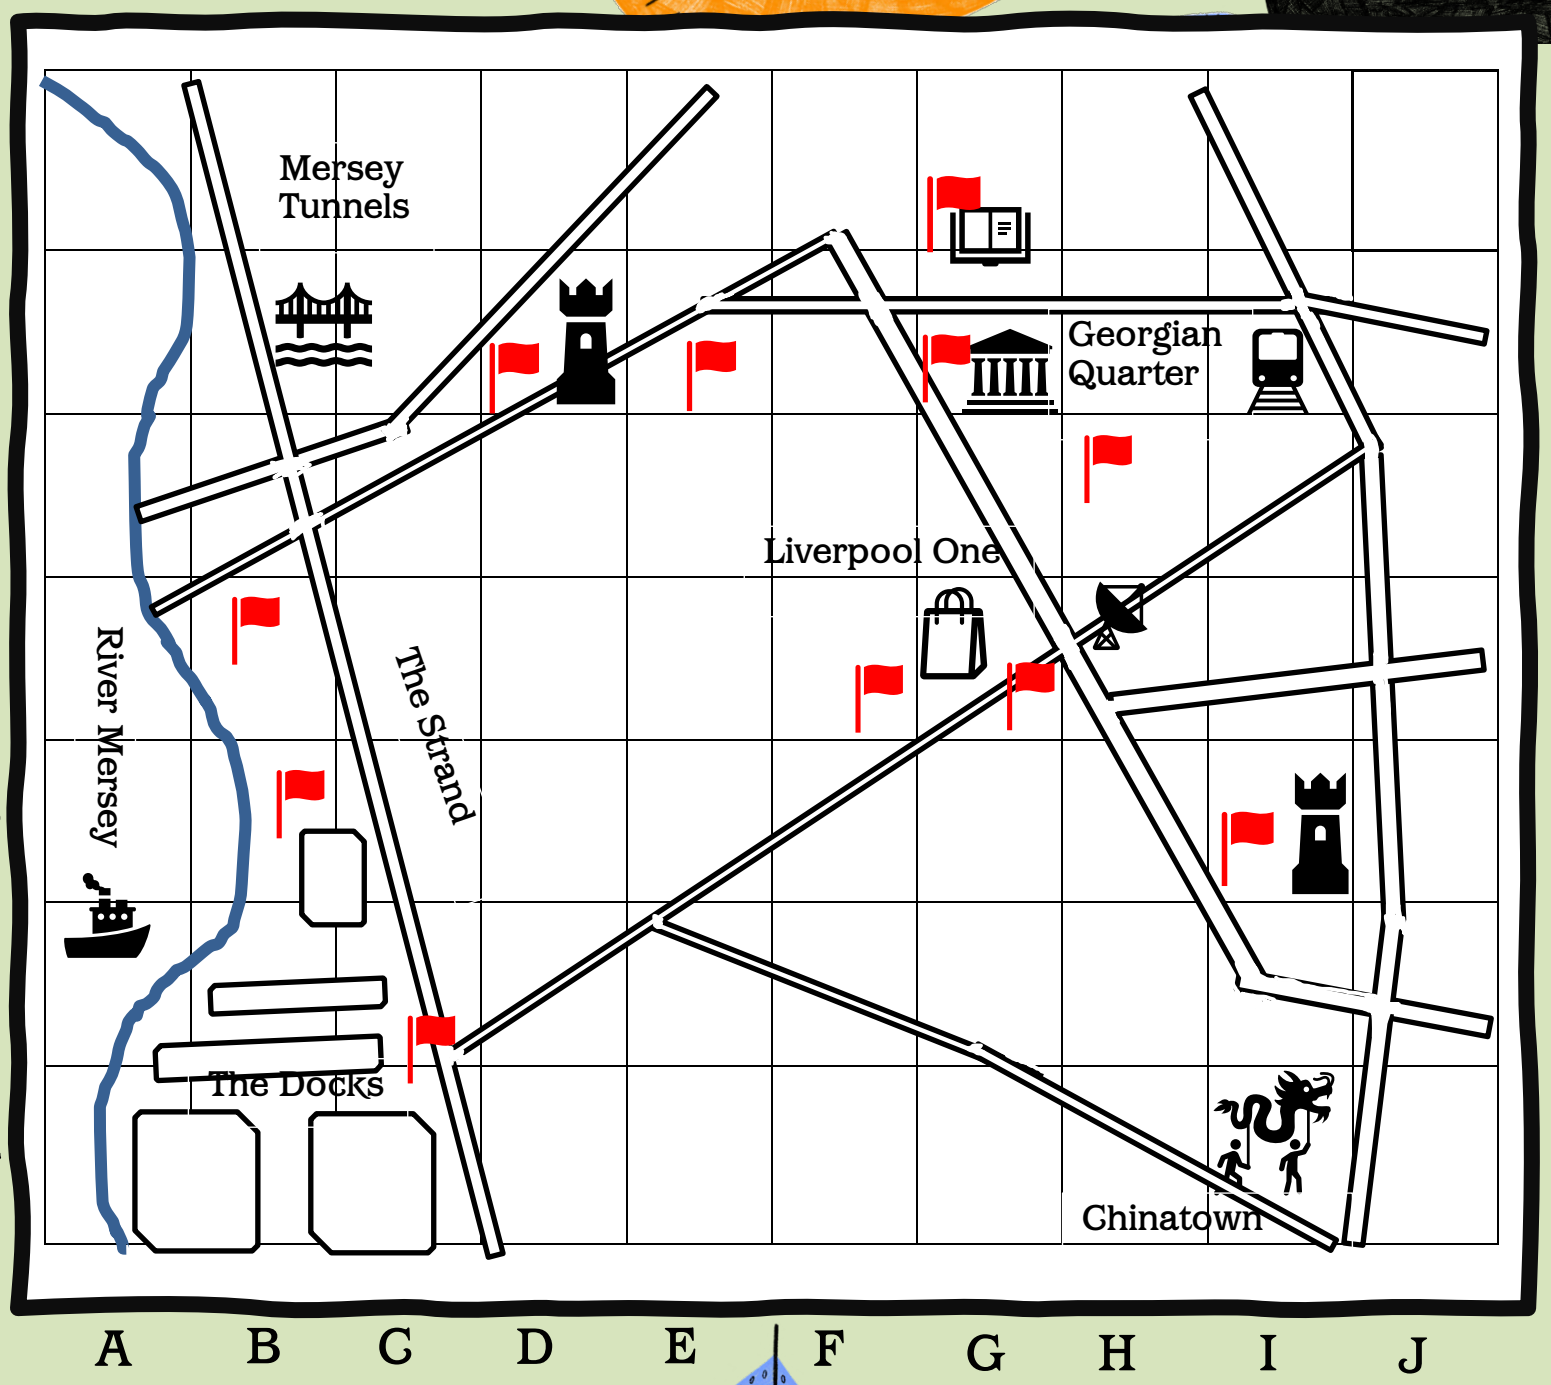 Mersey
Tunnels
Georgian
Quarter
Liverpool One
River Mersey
The Strand
The Docks
Chinatown
A B C D E F G H I J